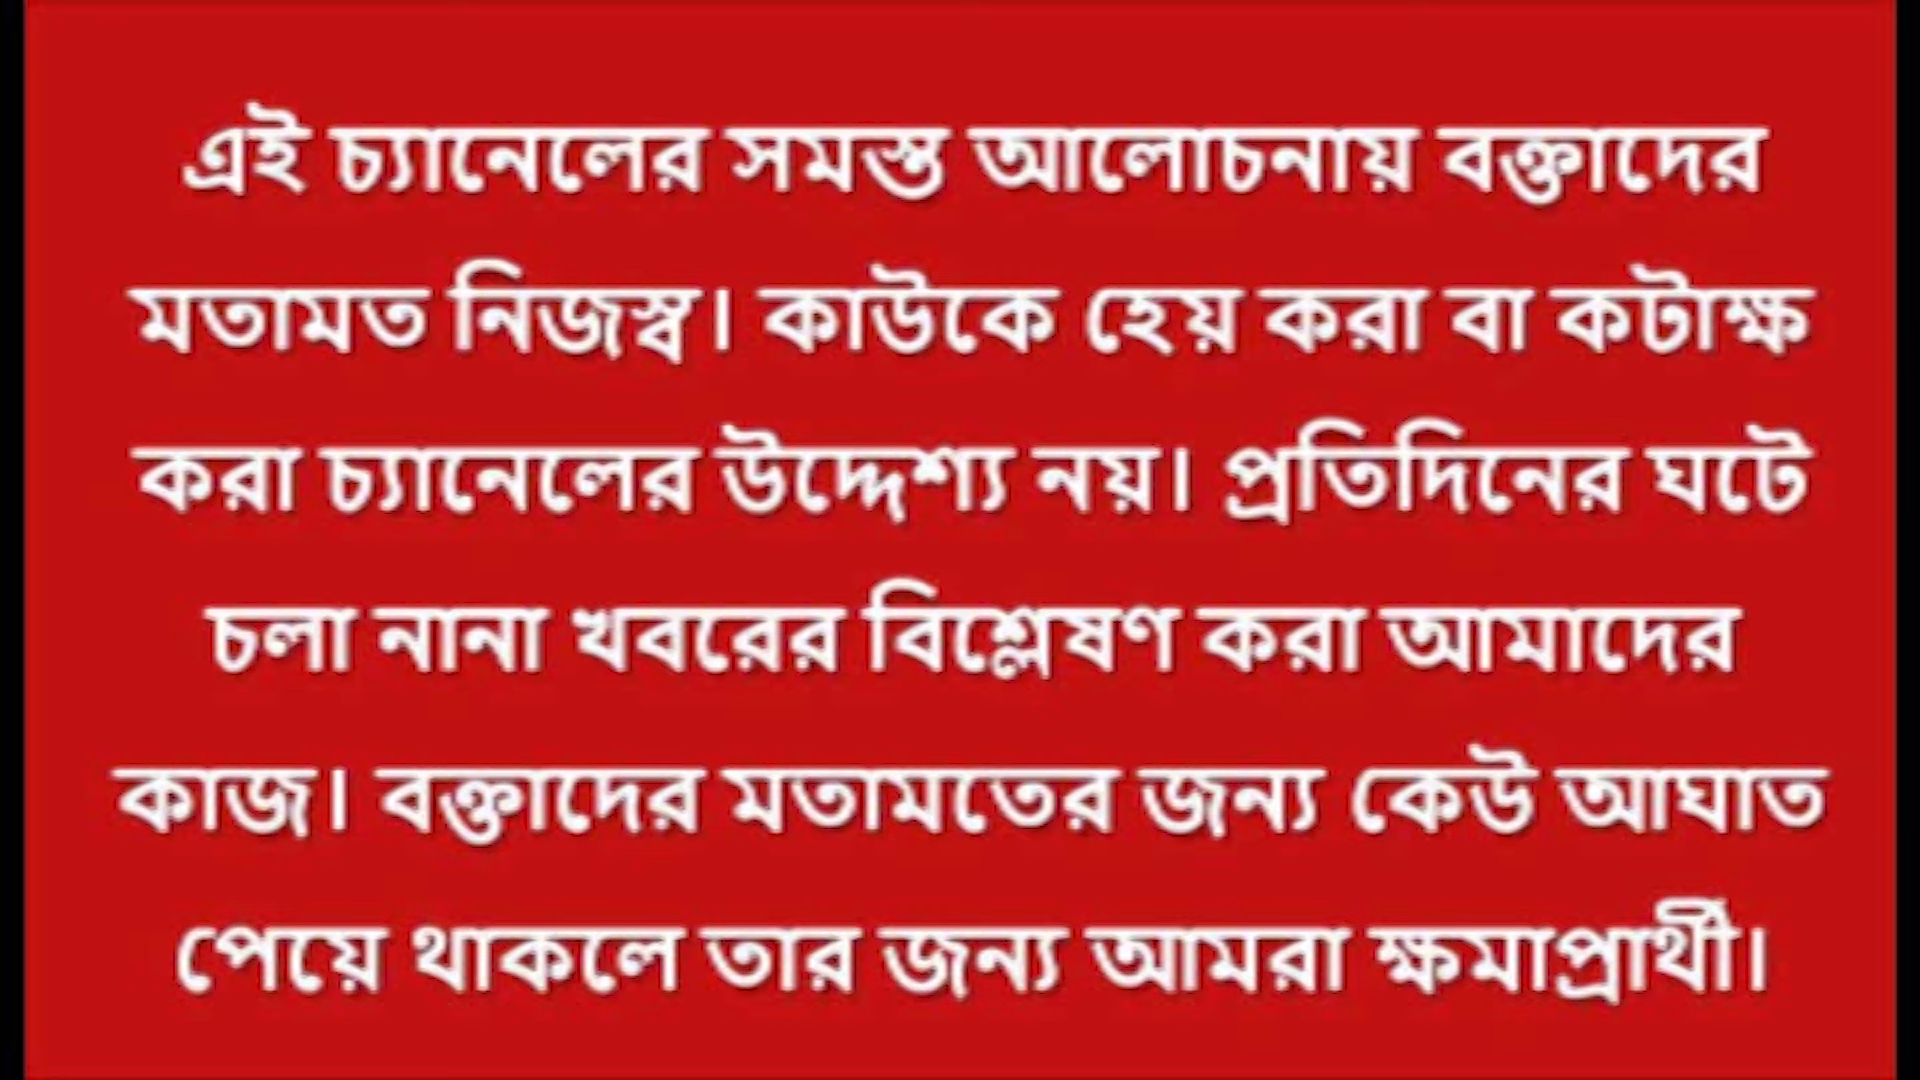 এই চ্যানেলের সমস্ত আলোচনায় বক্তাদের
মতামত নিজস্ব। কাউকে হেয় করা বা কটাক্ষ
করা চ্যানেলের উদ্দেশ্য নয়। প্রতিদিনের ঘটে
চলা নানা খবরের বিশ্লেষণ করা আমাদের
কাজ। বক্তাদের মতামতের জন্য কেউ আঘাত
পেয়ে থাকলে তার জন্য আমরা ক্ষমাপ্রার্থী।